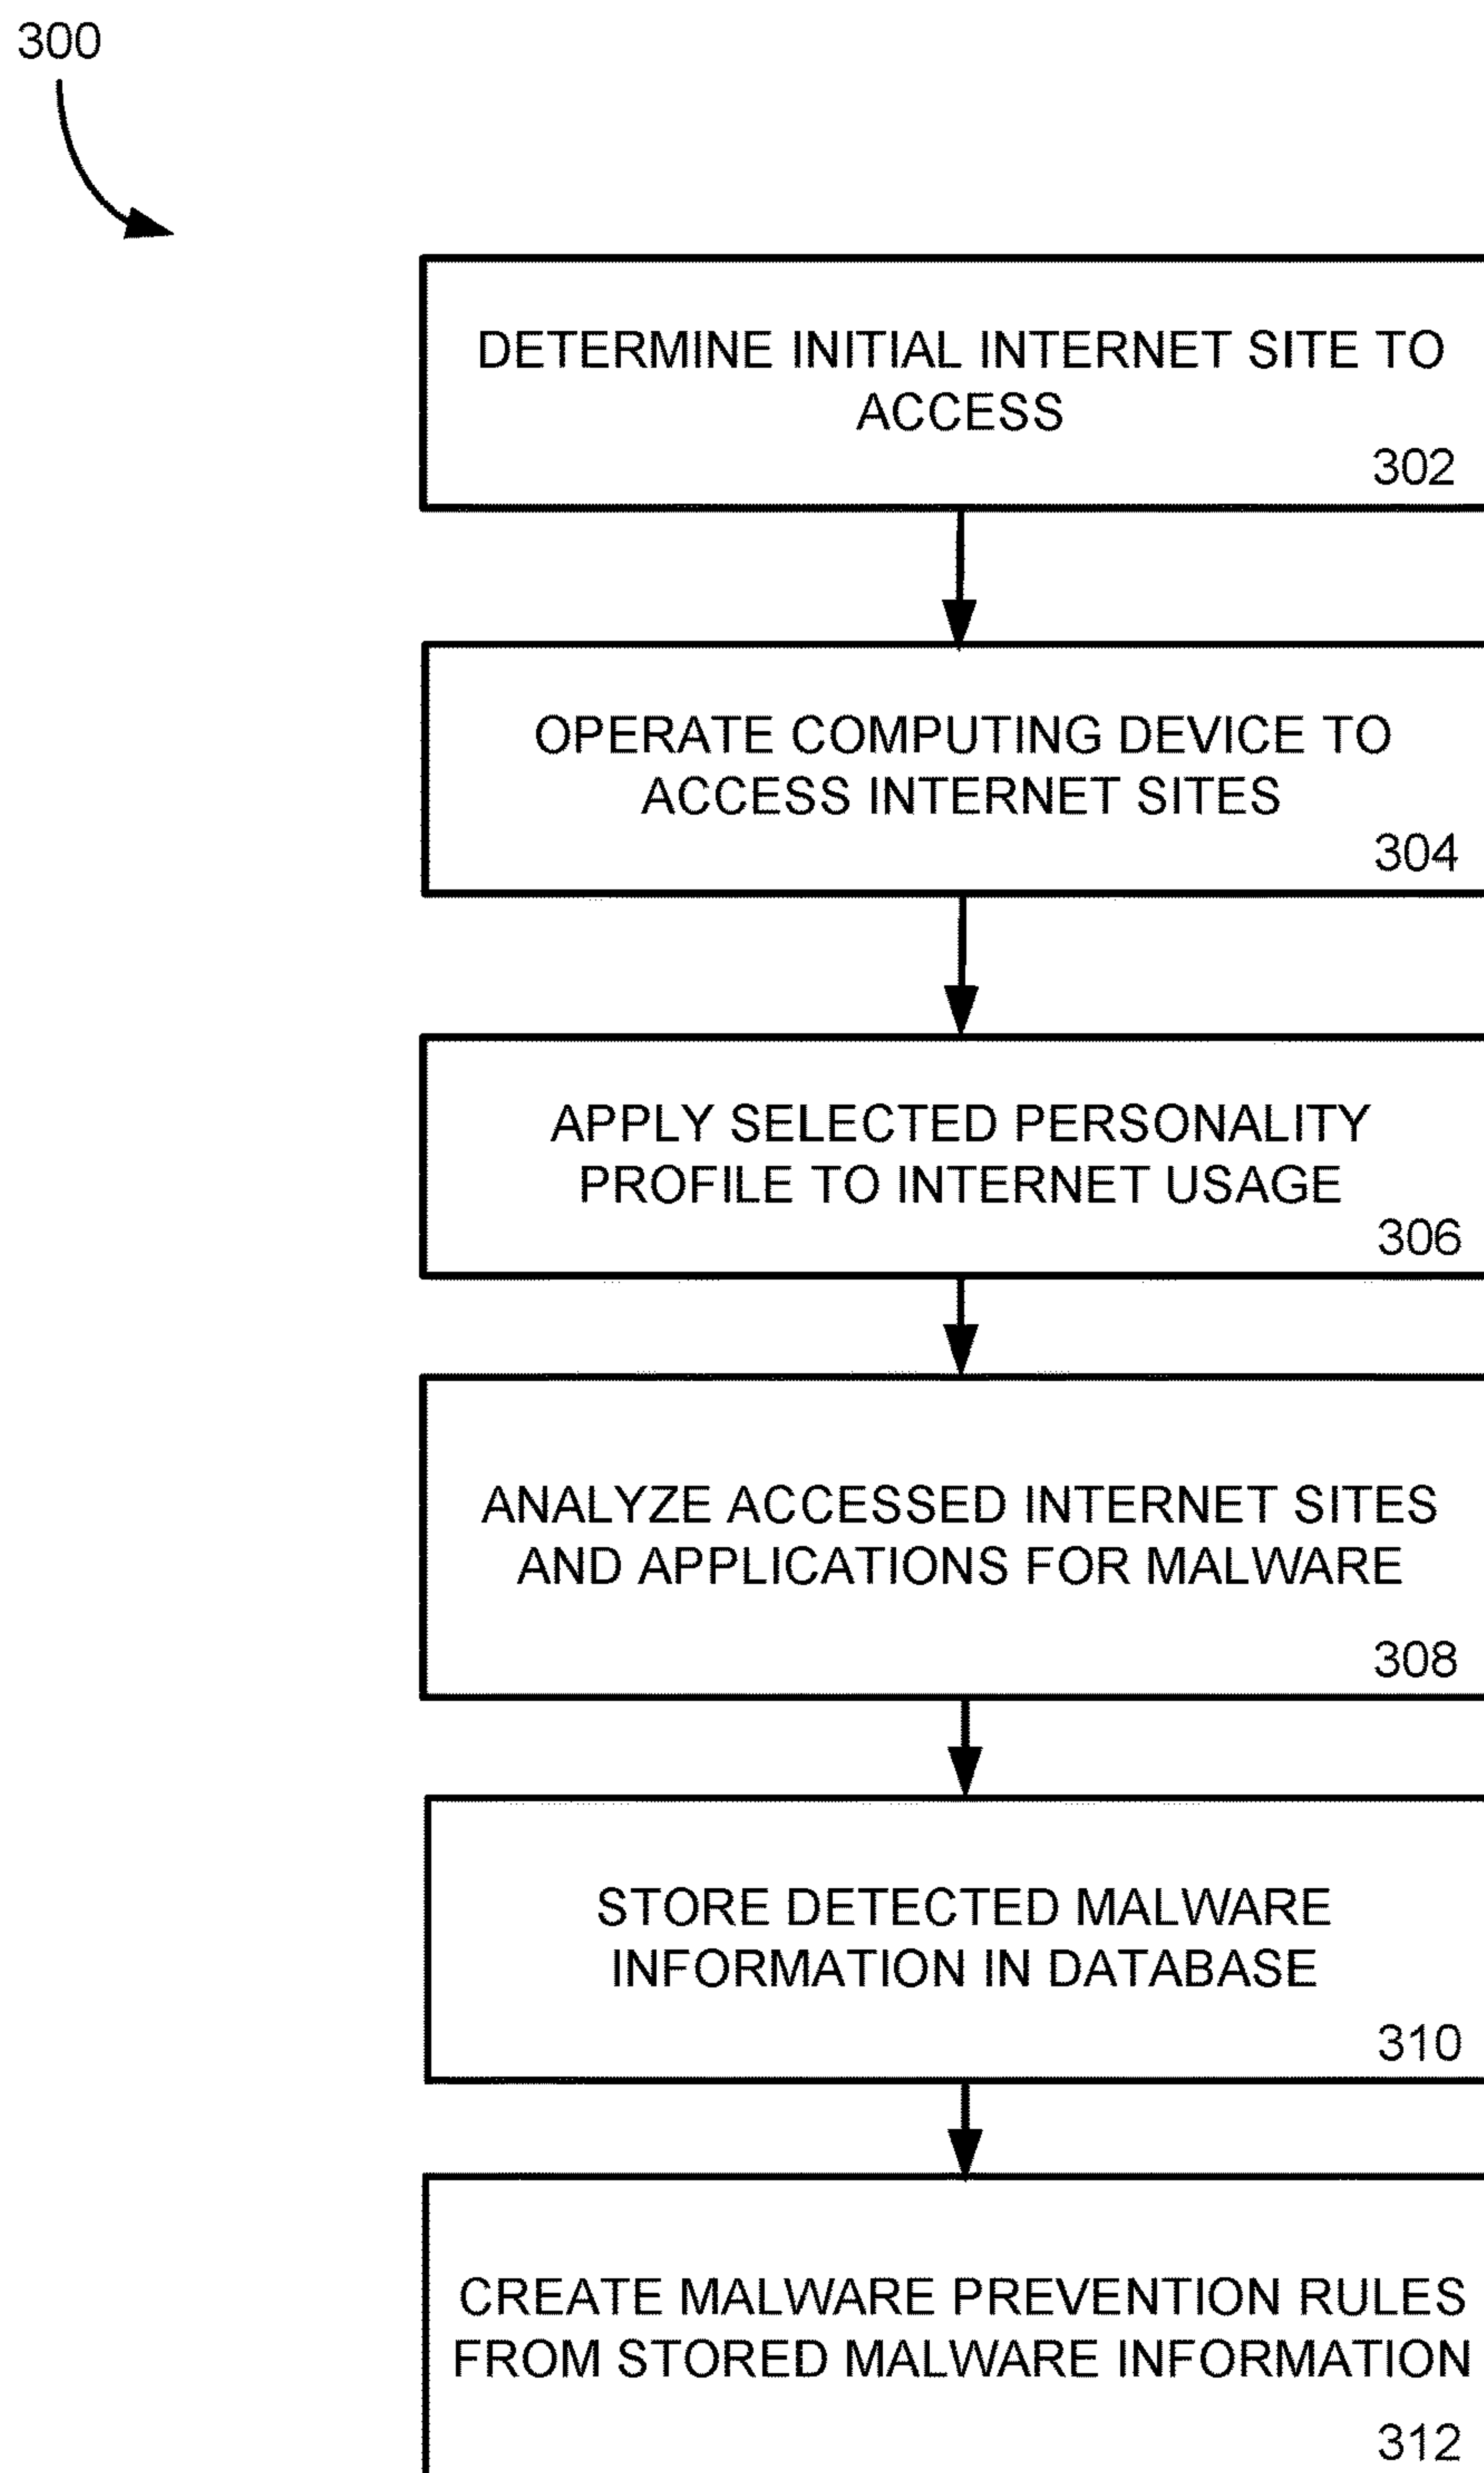 300
DETERMINE INITIAL INTERNET SITE TO
ACCESS
302
OPERATE COMPUTING DEVICE TO
ACCESS INTERNET SITES
304
APPLY SELECTED PERSONALITY
PROFILE TO INTERNET USAGE
306
ANALYZE ACCESSED INTERNET SITES
AND APPLICATIONS FOR MALWARE
308
STORE DETECTED MALWARE
INFORMATION IN DATABASE
310
CREATE MALWARE PREVENTION RULES
FROM STORED MALWARE INFORMATION
312